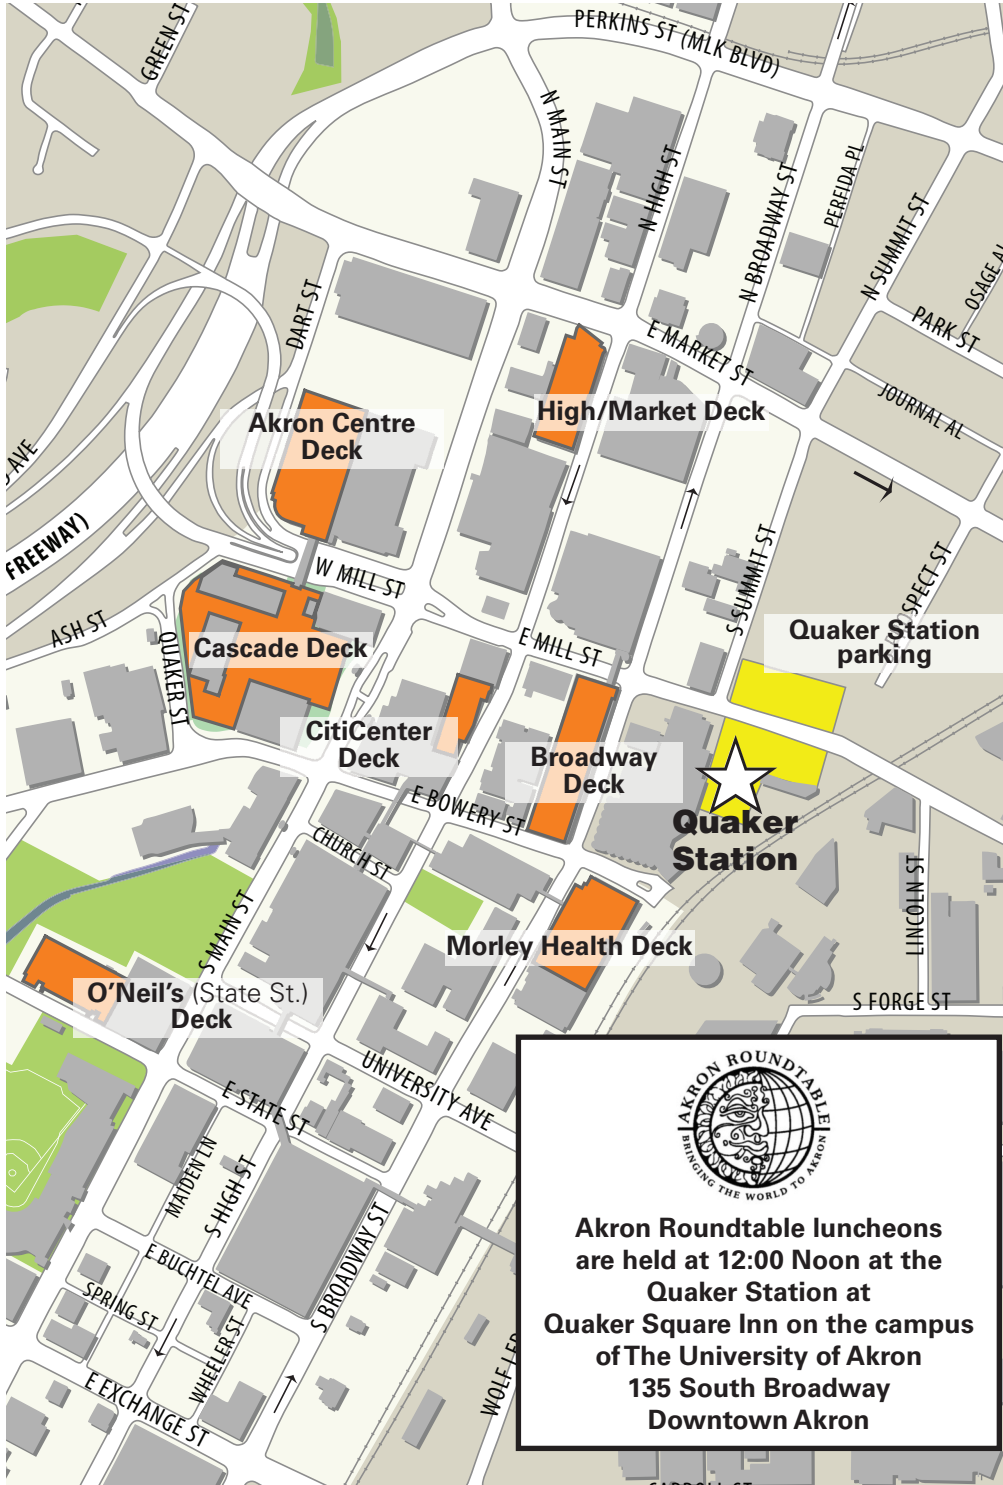 PERKINS ST (MLK BLVD)
GREEN ST
N MAIN ST
N HIGH ST
N BROADWAY ST
PERFIDA PL
N SUMMIT ST
OSAGE AL
PARK ST
DART ST
E MARKET ST
JOURNAL AL
High/Market Deck
Akron Centre
Deck
AVE
FREEWAY)
W MILL ST
S SUMMIT ST
PROSPECT ST
ASH ST
QUAKER ST
Cascade Deck
E MILL ST
Quaker Station
parking
CitiCenter
Deck
Broadway
Deck
E BOWERY ST
CHURCH ST
Quaker
Station
LINCOLN ST
S MAIN ST
Morley Health Deck
O'Neil's (State St.)
Deck
S FORGE ST
UNIVERSITY AVE
E STATE ST
MAIDEN LN
S HIGH ST
S BROADWAY ST
E BUCHTEL AVE
SPRING ST
WHEELER ST
E EXCHANGE ST
WOLF LED
CARROLL ST
AKRON ROUNDTABLE
BRINGING THE WORLD TO AKRON
Akron Roundtable luncheons
are held at 12:00 Noon at the
Quaker Station at
Quaker Square Inn on the campus
of The University of Akron
135 South Broadway
Downtown Akron